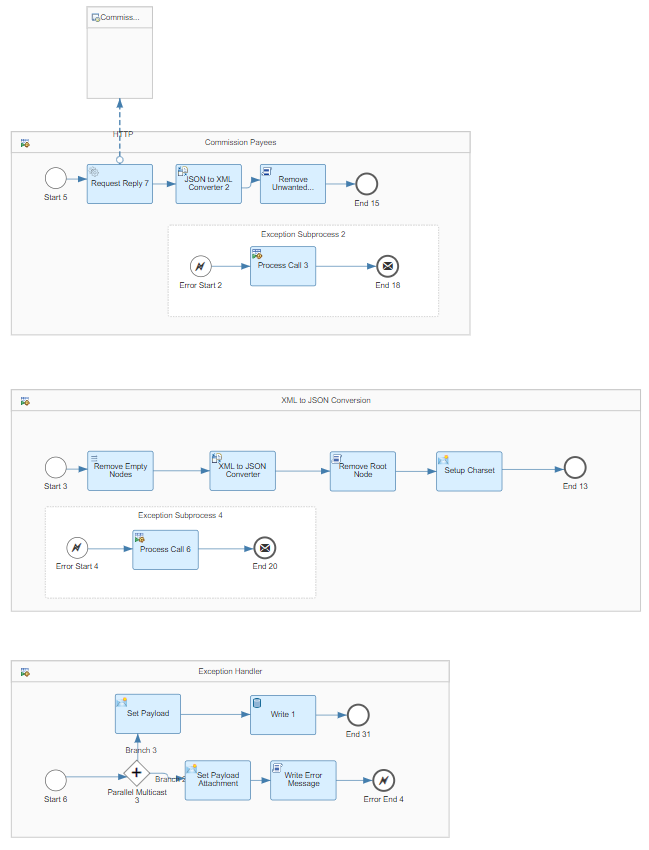 Commiss...
HTTP
Commission Payees
Start 5
Request Reply 7
JSON to XML
Converter 2
Remove
Unwanted...
End 15
Exception Subprocess 2
Error Start 2
Process Call 3
End 18
XML to JSON Conversion
Start 3
Remove Empty
Nodes
XML to JSON
Converter
Remove Root
Node
Setup Charset
End 13
Exception Subprocess 4
Error Start 4
Process Call 6
End 20
Exception Handler
Set Payload
Write 1
End 31
Branch 3
Start 6
Parallel Multicast
3
Branch 2
Set Payload
Attachment
Write Error
Message
Error End 4